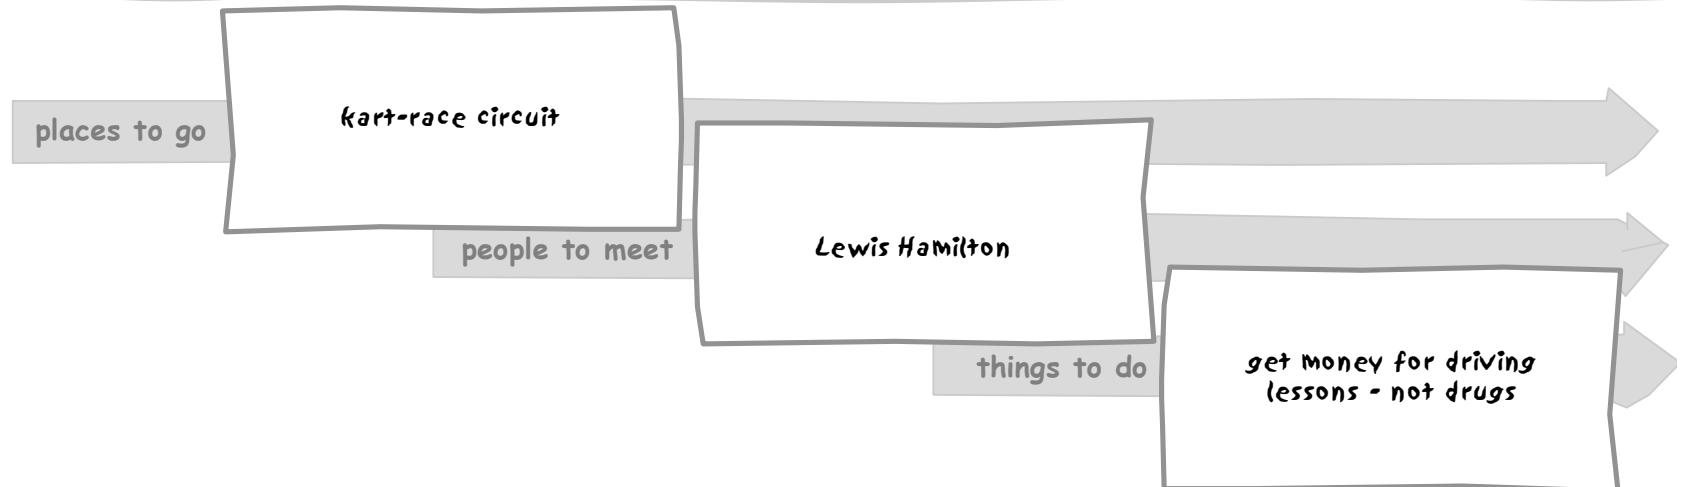 places to go
kart-race circuit
people to meet
Lewis Hamilton
things to do
get money for driving
lessons - not drugs